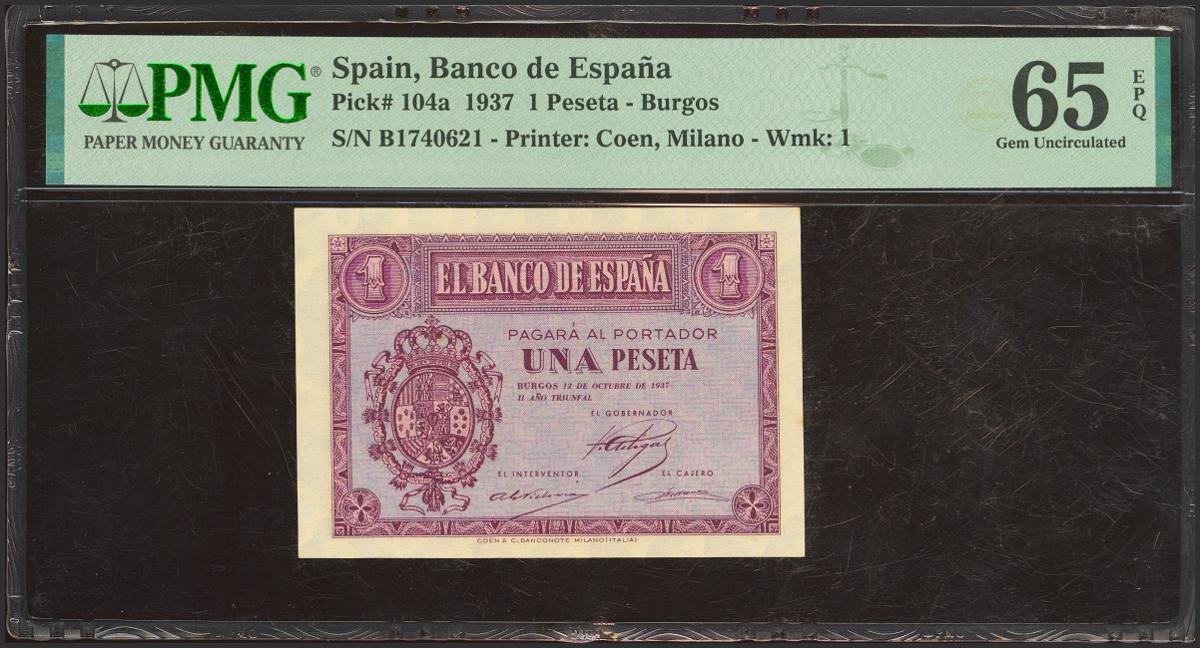 PMG®
PAPER MONEY GUARANTY
Spain, Banco de España
Pick# 104a 1937 1 Peseta - Burgos
S/N B1740621 - Printer: Coen, Milano - Wmk: 1
65 EPQ
Gem Uncirculated
1 EL BANCO DE ESPAÑA 1
PAGARÁ AL PORTADOR
UNA PESETA
BURGOS 12 DE OCTUBRE DE 1937
II AÑO TRIUNFAL
EL GOBERNADOR
EL INTERVENTOR EL CAJERO
COEN & C. BANCONOTE MILANO (ITALIA)
PMG